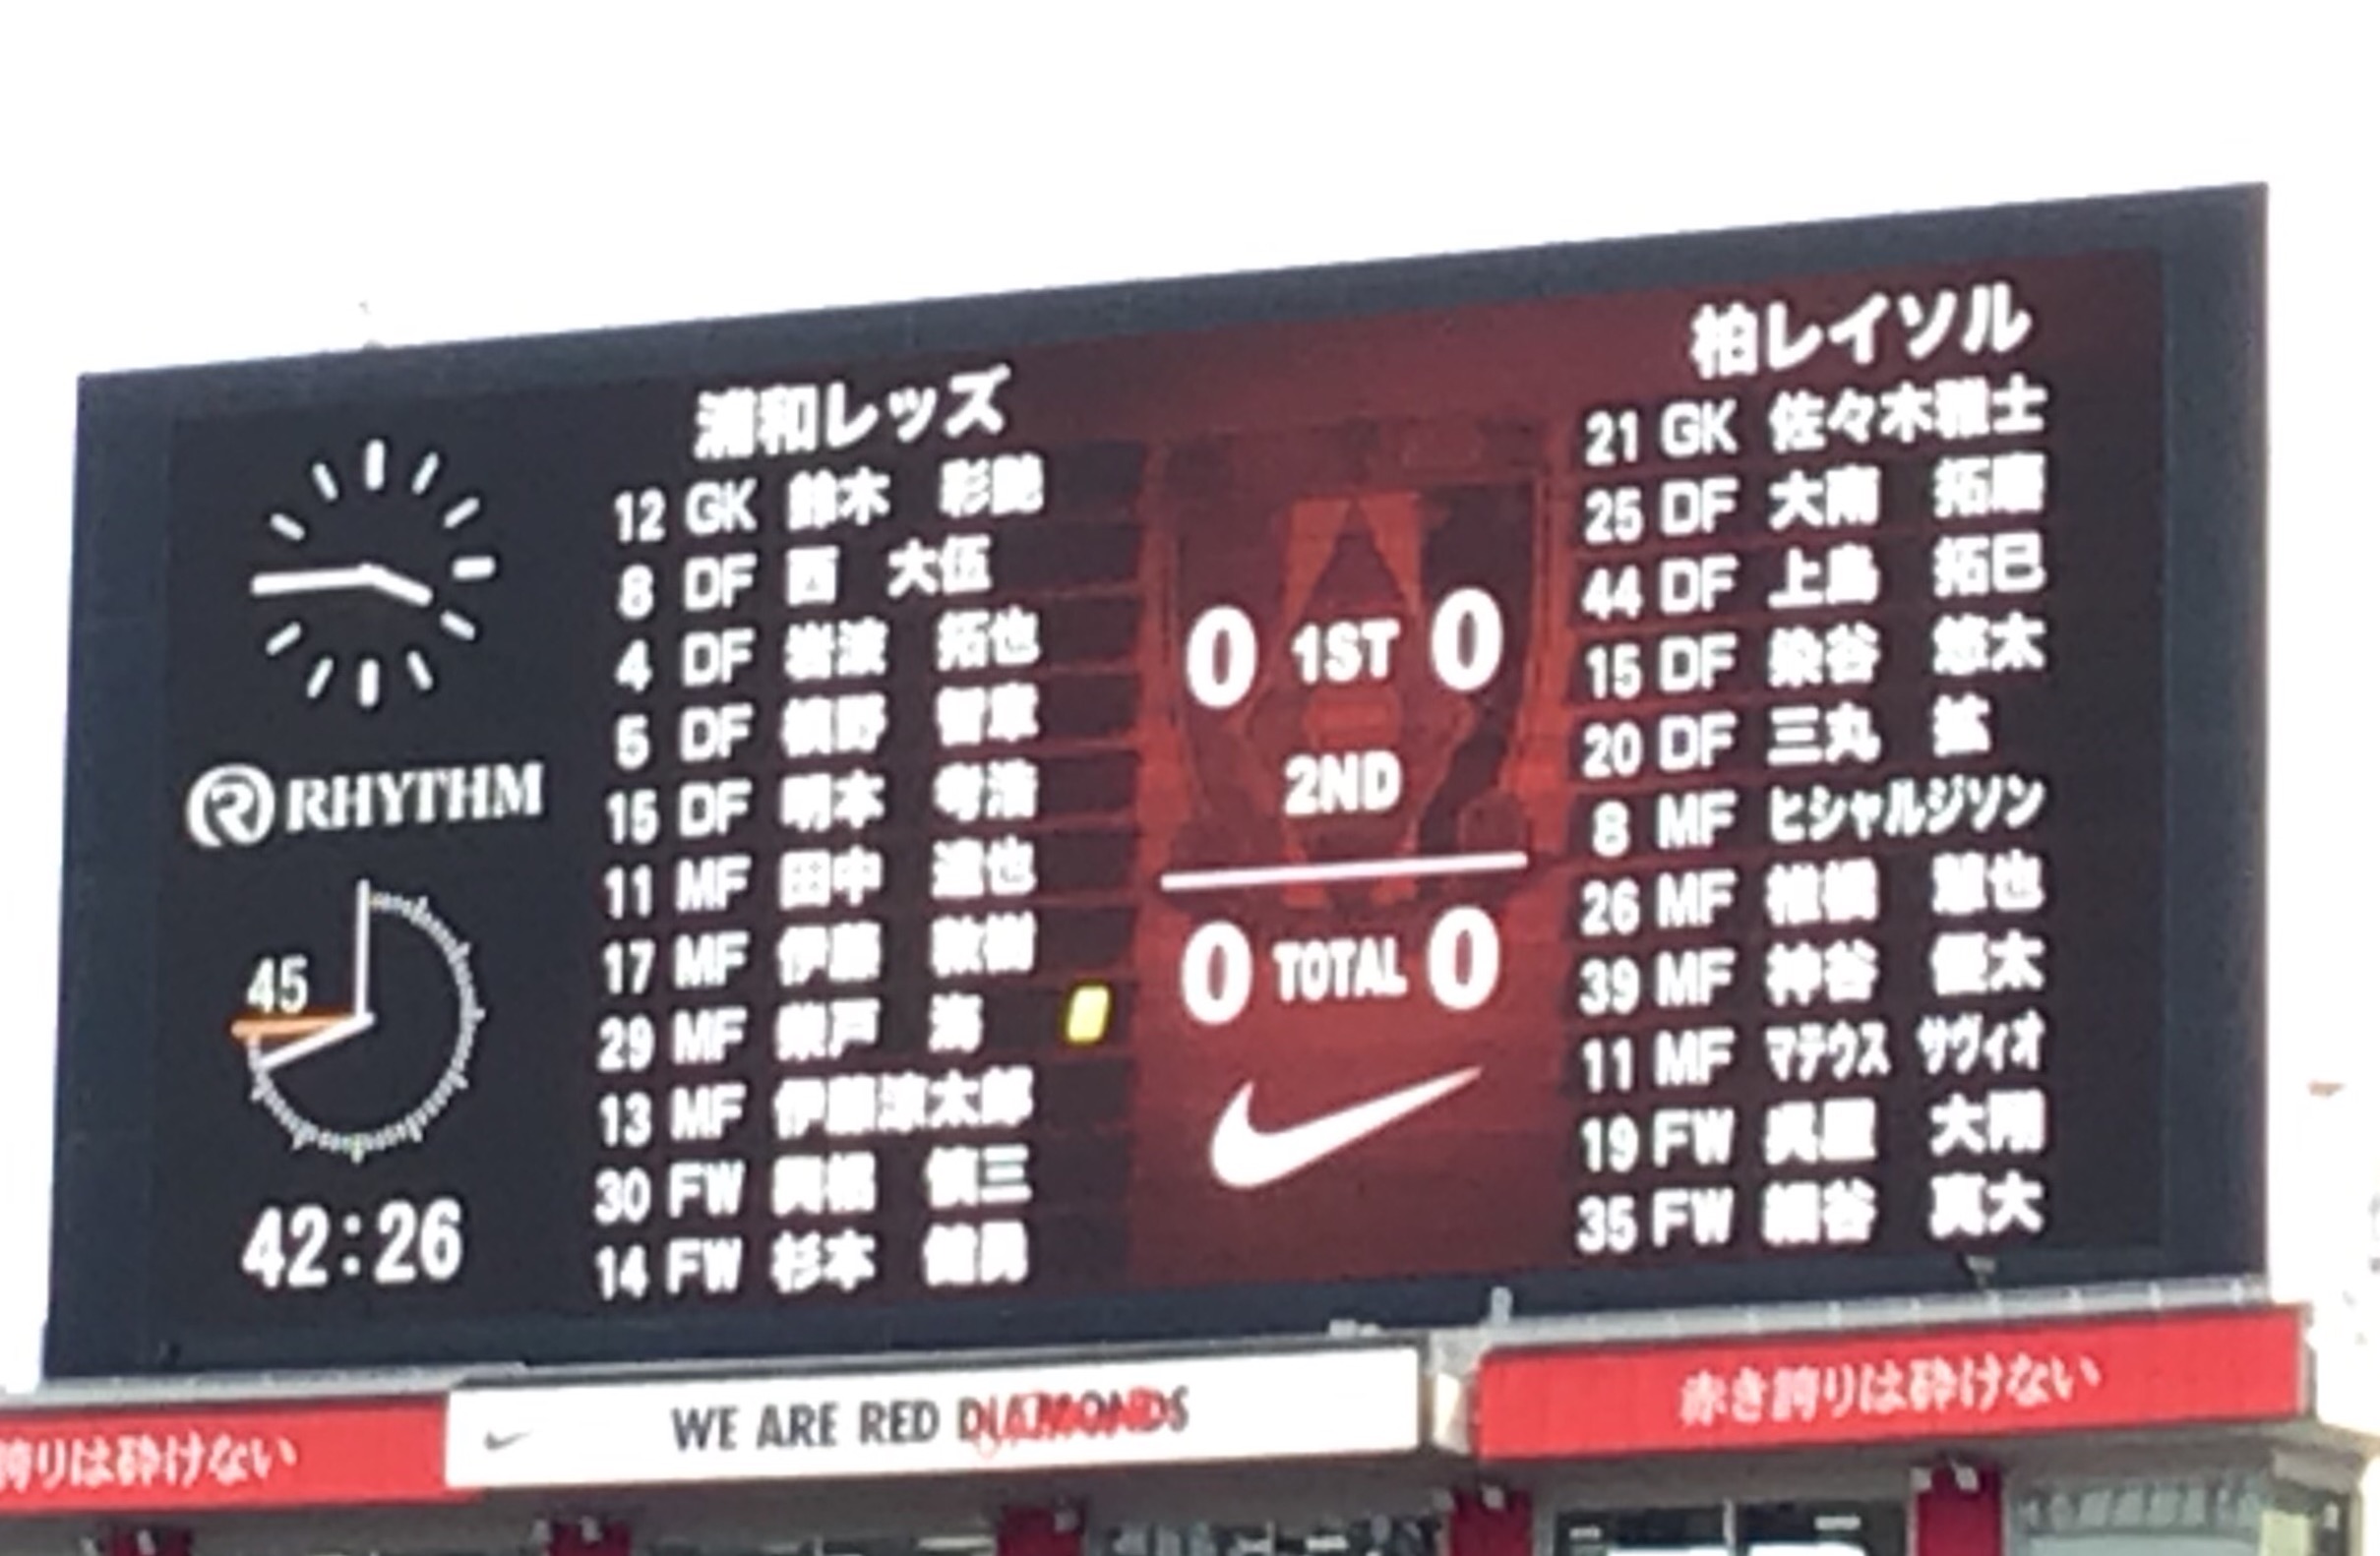 浦和レッズ
12 GK 鈴木 彩艶
8 DF 西 大伍
4 DF 岩波 拓也
5 DF 槙野 智章
15 DF 明本 考浩
11 MF 田中 達也
17 MF 伊藤 敦樹
29 MF 柴戸 海
13 MF 伊藤涼太郎
30 FW 興梠 慎三
14 FW 杉本 健勇
RHYTHM
45
42:26
0 1ST 0
2ND
0 TOTAL 0
柏レイソル
21 GK 佐々木雅士
25 DF 大南 拓磨
44 DF 上島 拓巳
15 DF 染谷 悠太
20 DF 三丸 拡
8 MF ヒシャルジソン
26 MF 椎橋 慧也
39 MF 神谷 優太
11 MF マテウス サヴィオ
19 FW 呉屋 大翔
35 FW 細谷 真大
誇りは砕けない
WE ARE RED DIAMONDS
赤き誇りは砕けない